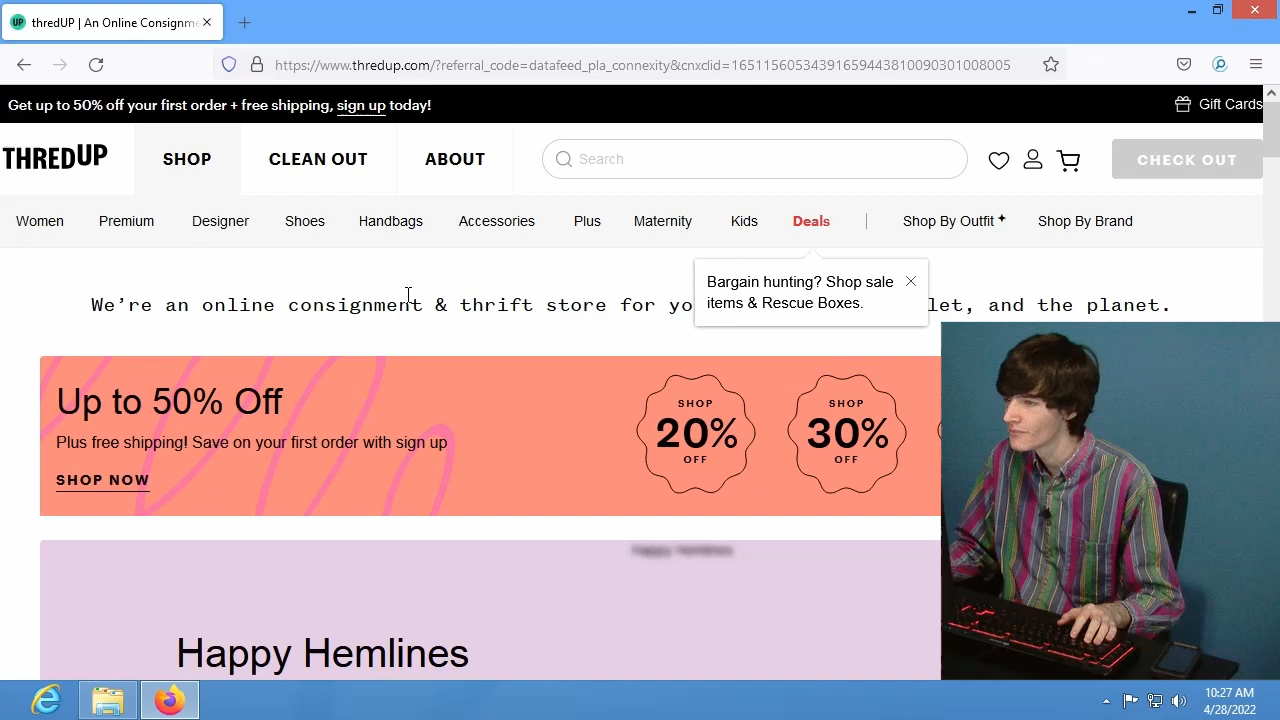 thredUP | An Online Consignme
https://www.thredup.com/?referral_code=datafeed_pla_connexity&cnxclid=16511560534391659443810090301008005
Get up to 50% off your first order + free shipping, sign up today!
Gift Cards
THREDUP
SHOP
CLEAN OUT
ABOUT
Search
CHECK OUT
Women
Premium
Designer
Shoes
Handbags
Accessories
Plus
Maternity
Kids
Deals
Shop By Outfit
Shop By Brand
Bargain hunting? Shop sale
items & Rescue Boxes.
We're an online consignment & thrift store for yo let, and the planet.
Up to 50% Off
Plus free shipping! Save on your first order with sign up
SHOP NOW
SHOP
20%
OFF
SHOP
30%
OFF
Happy Hemlines
Happy Hemlines
10:27 AM
4/28/2022